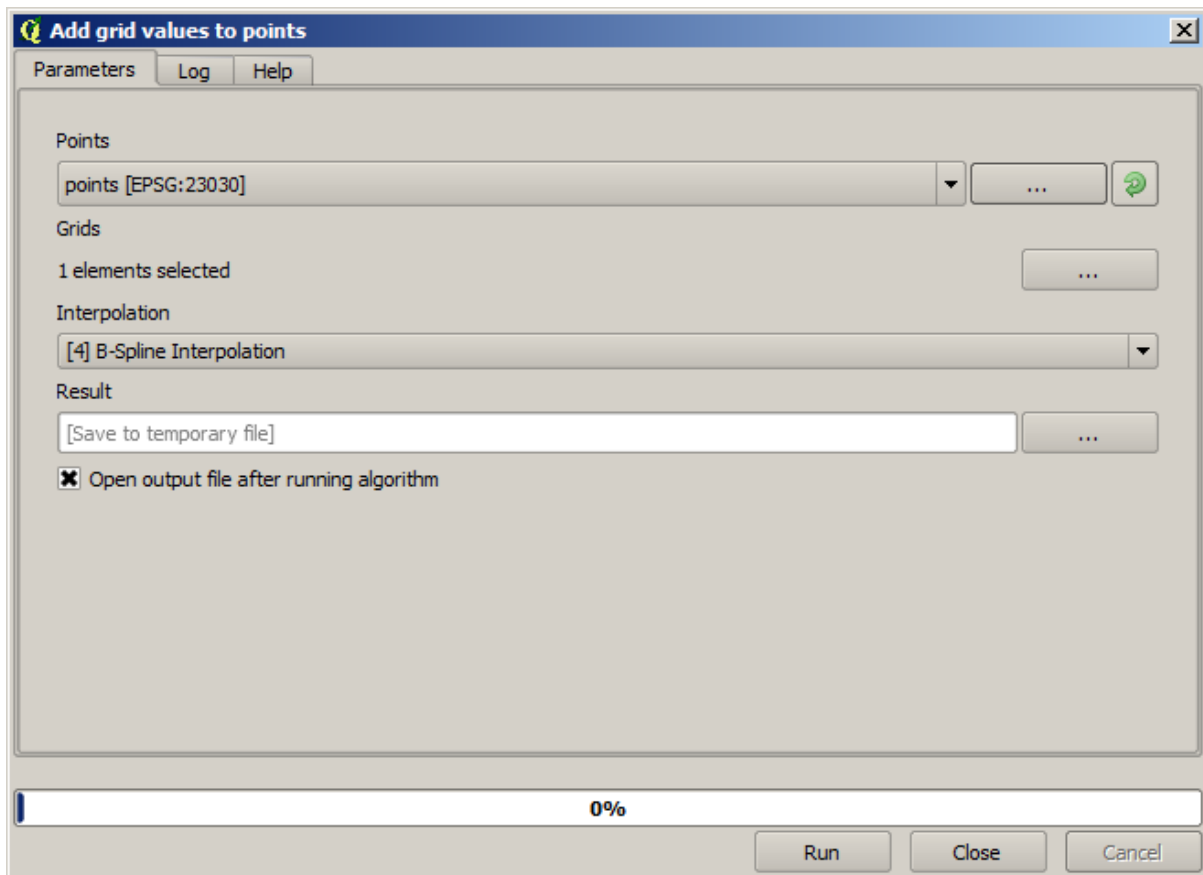 Add grid values to points
Parameters Log Help
Points
points [EPSG:23030] ...
Grids
1 elements selected ...
Interpolation
[4] B-Spline Interpolation
Result
[Save to temporary file] ...
Open output file after running algorithm
0%
Run Close Cancel